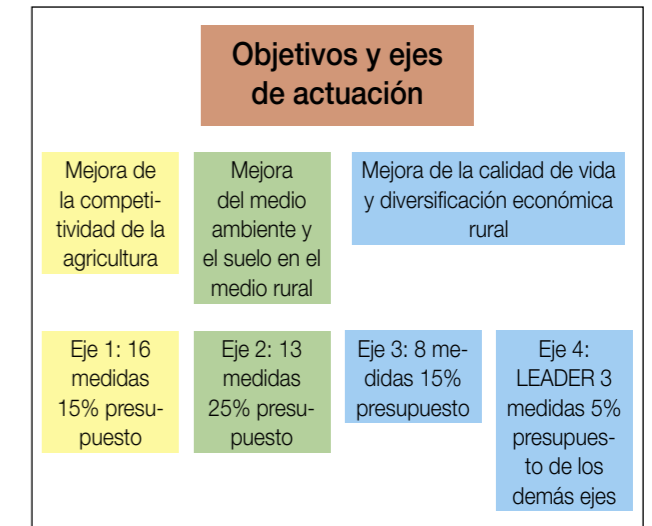 Objetivos y ejes
de actuación
Mejora de
la competi-
tividad de la
agricultura
Mejora
del medio
ambiente y
el suelo en el
medio rural
Mejora de la calidad de vida
y diversificación económica
rural
Eje 1: 16
medidas
15% presu-
puesto
Eje 2: 13
medidas
25% presu-
puesto
Eje 3: 8 me-
didas 15%
presupuesto
Eje 4:
LEADER 3
medidas 5%
presupues-
to de los
demás ejes